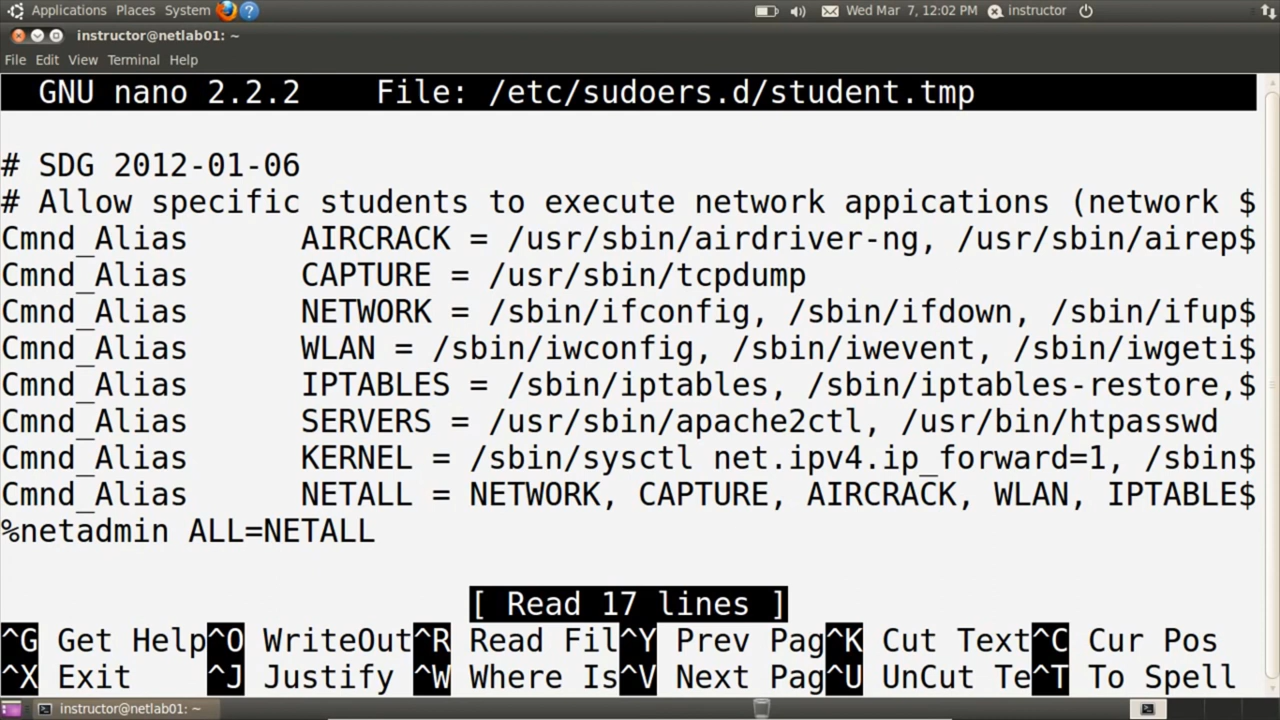 Applications Places System Wed Mar 7, 12:02 PM instructor
instructor@netlab01: ~
File Edit View Terminal Help
GNU nano 2.2.2 File: /etc/sudoers.d/student.tmp
# SDG 2012-01-06
# Allow specific students to execute network appications (network $
Cmnd_Alias AIRCRACK = /usr/sbin/airdriver-ng, /usr/sbin/airep$
Cmnd_Alias CAPTURE = /usr/sbin/tcpdump
Cmnd_Alias NETWORK = /sbin/ifconfig, /sbin/ifdown, /sbin/ifup$
Cmnd_Alias WLAN = /sbin/iwconfig, /sbin/iwevent, /sbin/iwgeti$
Cmnd_Alias IPTABLES = /sbin/iptables, /sbin/iptables-restore,$
Cmnd_Alias SERVERS = /usr/sbin/apache2ctl, /usr/bin/htpasswd
Cmnd_Alias KERNEL = /sbin/sysctl net.ipv4.ip_forward=1, /sbin$
Cmnd_Alias NETALL = NETWORK, CAPTURE, AIRCRACK, WLAN, IPTABLE$
%netadmin ALL=NETALL
[ Read 17 lines ]
^G Get Help ^O WriteOut ^R Read Fil ^Y Prev Pag ^K Cut Text ^C Cur Pos
^X Exit ^J Justify ^W Where Is ^V Next Pag ^U UnCut Te ^T To Spell
instructor@netlab01: ~